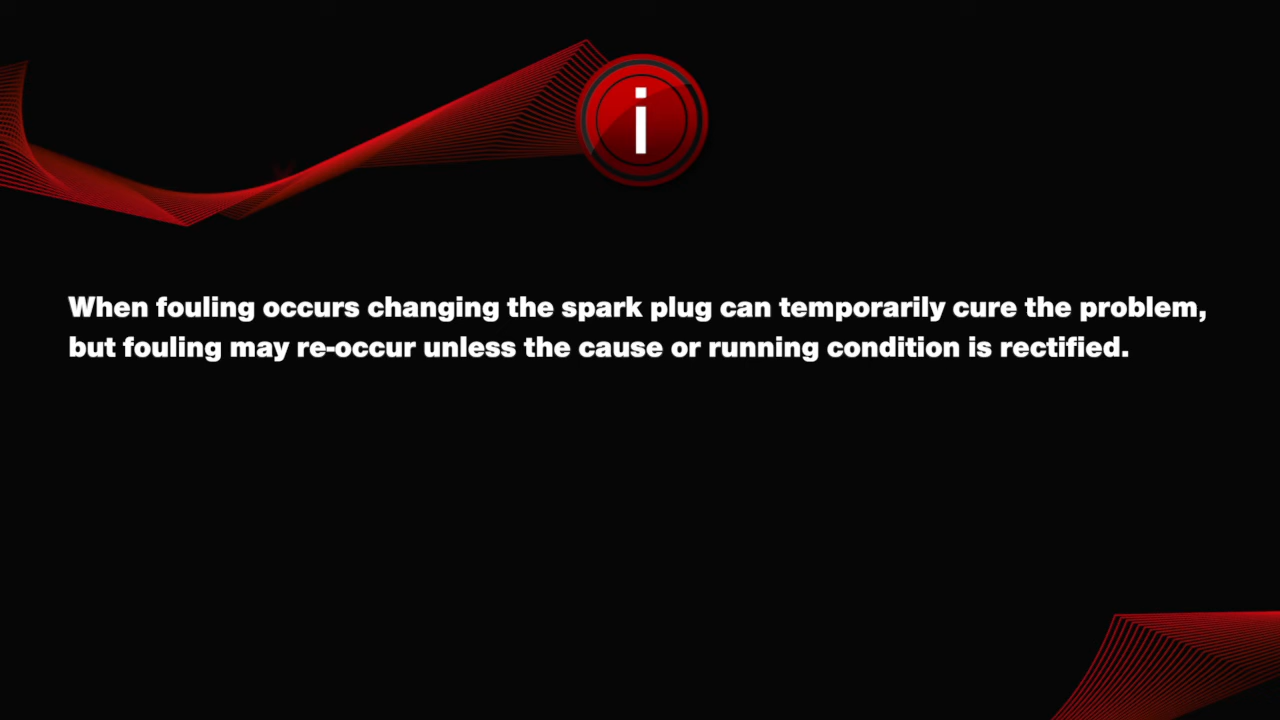 i
When fouling occurs changing the spark plug can temporarily cure the problem,
but fouling may re-occur unless the cause or running condition is rectified.